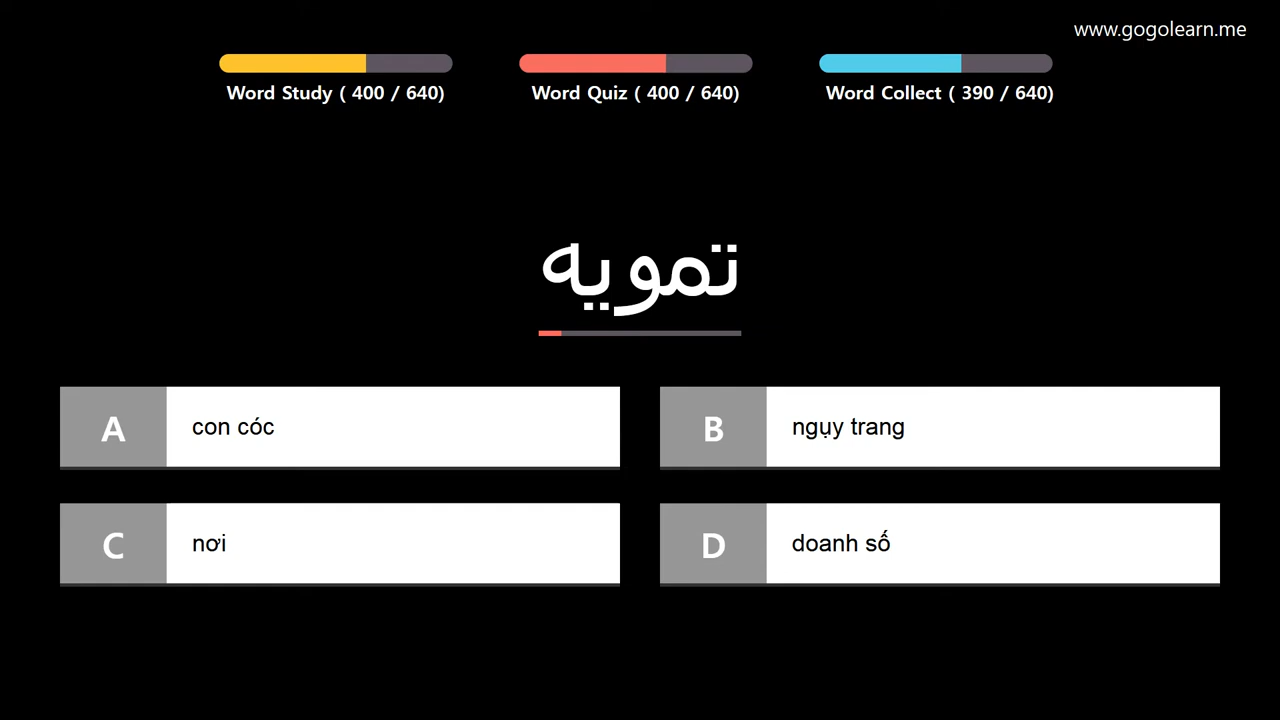 www.gogolearn.me
Word Study ( 400 / 640)
Word Quiz ( 400 / 640)
Word Collect ( 390 / 640)
تمويه
A con cóc
B ngụy trang
C nơi
D doanh số